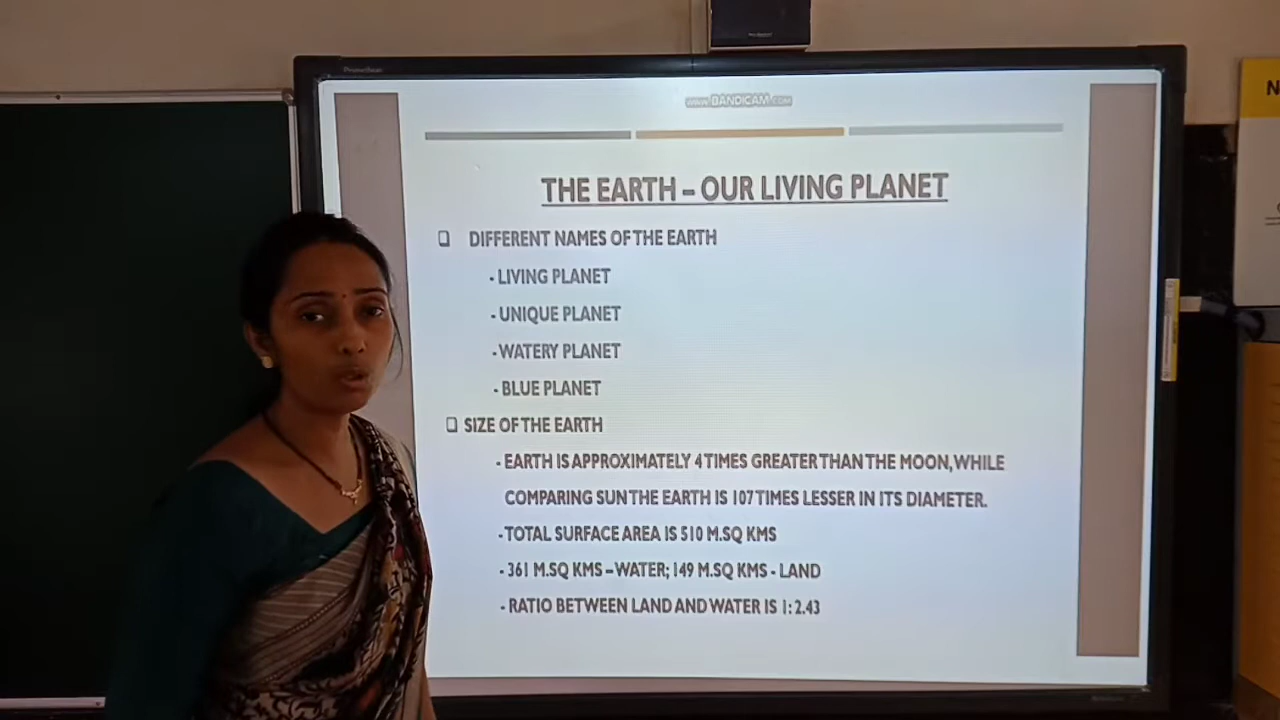 Promethean
WWW.BANDICAM.COM
THE EARTH – OUR LIVING PLANET
❑ DIFFERENT NAMES OF THE EARTH
- LIVING PLANET
- UNIQUE PLANET
- WATERY PLANET
- BLUE PLANET
❑ SIZE OF THE EARTH
- EARTH IS APPROXIMATELY 4 TIMES GREATER THAN THE MOON, WHILE
COMPARING SUN THE EARTH IS 107 TIMES LESSER IN ITS DIAMETER.
- TOTAL SURFACE AREA IS 510 M.SQ KMS
- 361 M.SQ KMS – WATER; 149 M.SQ KMS - LAND
- RATIO BETWEEN LAND AND WATER IS 1: 2.43